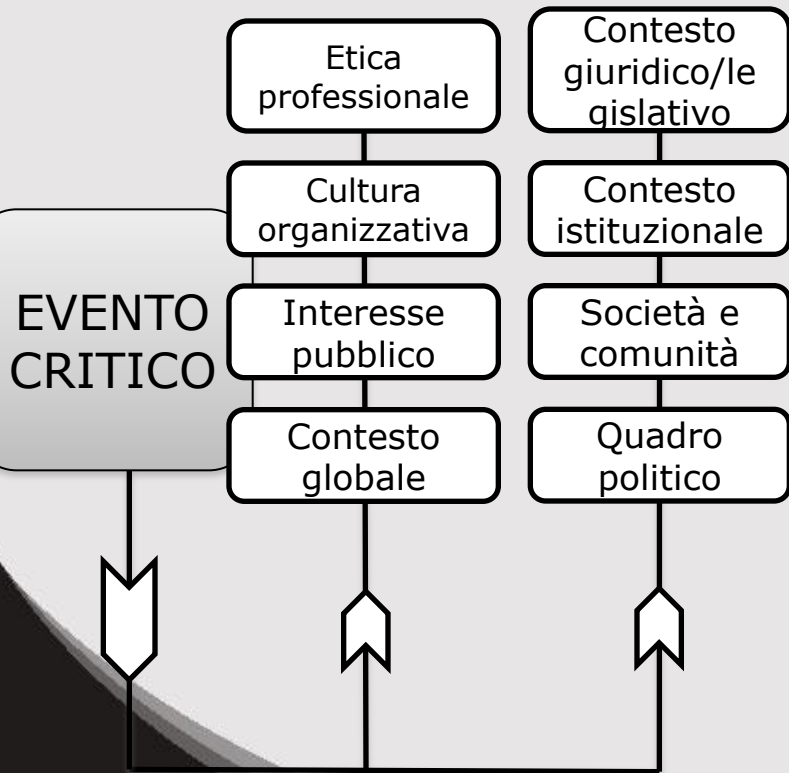 EVENTO
CRITICO
Etica
professionale
Cultura
organizzativa
Interesse
pubblico
Contesto
globale
Contesto
giuridico/le
gislativo
Contesto
istituzionale
Società e
comunità
Quadro
politico